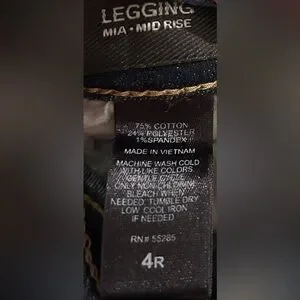 LEGGING
MIA • MID RISE
75% COTTON
24% POLYESTER
1% SPANDEX
MADE IN VIETNAM
MACHINE WASH COLD
WITH LIKE COLORS.
GENTLE CYCLE.
ONLY NON-CHLORINE
BLEACH WHEN
NEEDED. TUMBLE DRY
LOW. COOL IRON
IF NEEDED.
RN# 55285
4R